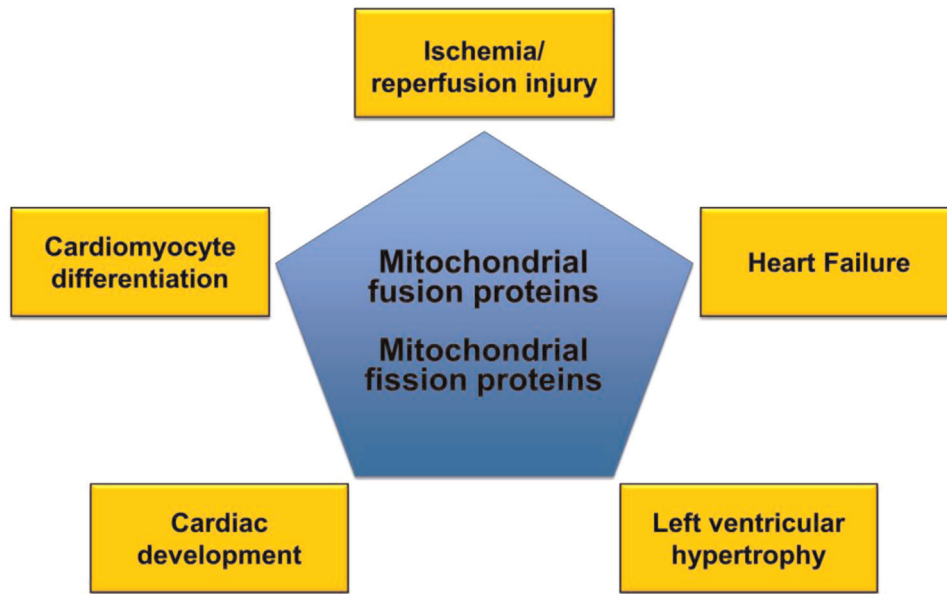 Ischemia/
reperfusion injury
Cardiomyocyte
differentiation
Mitochondrial
fusion proteins
Mitochondrial
fission proteins
Heart Failure
Cardiac
development
Left ventricular
hypertrophy